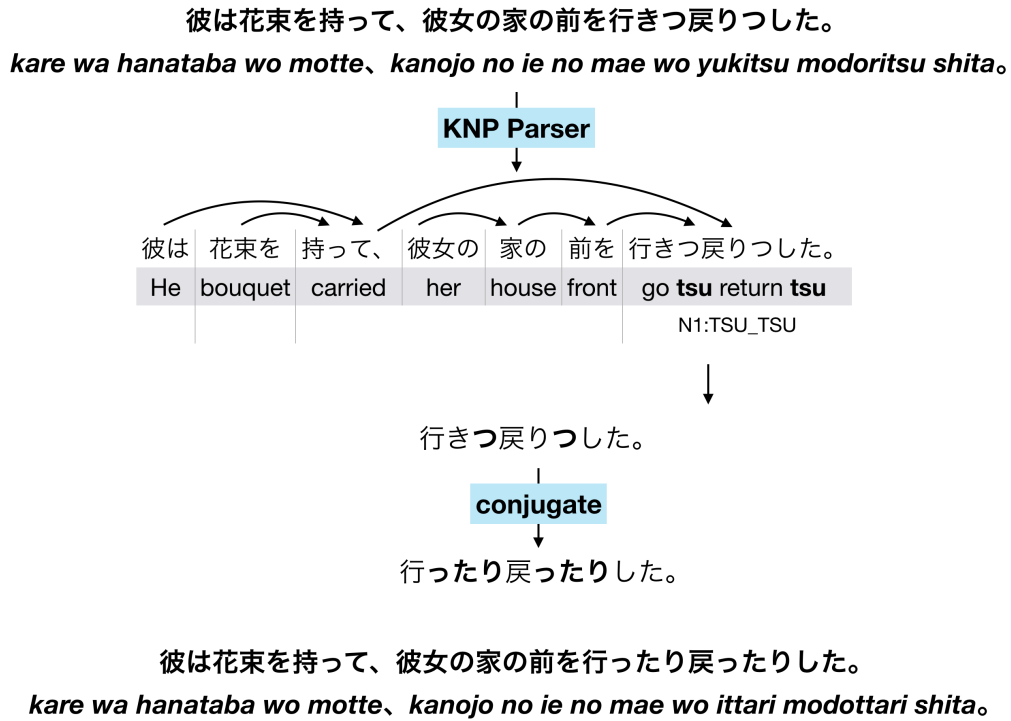 彼は花束を持って、彼女の家の前を行きつ戻りつした。
kare wa hanataba wo motte、kanojo no ie no mae wo yukitsu modoritsu shita。
KNP Parser
彼は 花束を 持って、 彼女の 家の 前を 行きつ戻りつした。
He bouquet carried her house front go tsu return tsu
N1:TSU_TSU
行きつ戻りつした。
conjugate
行ったり戻ったりした。
彼は花束を持って、彼女の家の前を行ったり戻ったりした。
kare wa hanataba wo motte、kanojo no ie no mae wo ittari modottari shita。